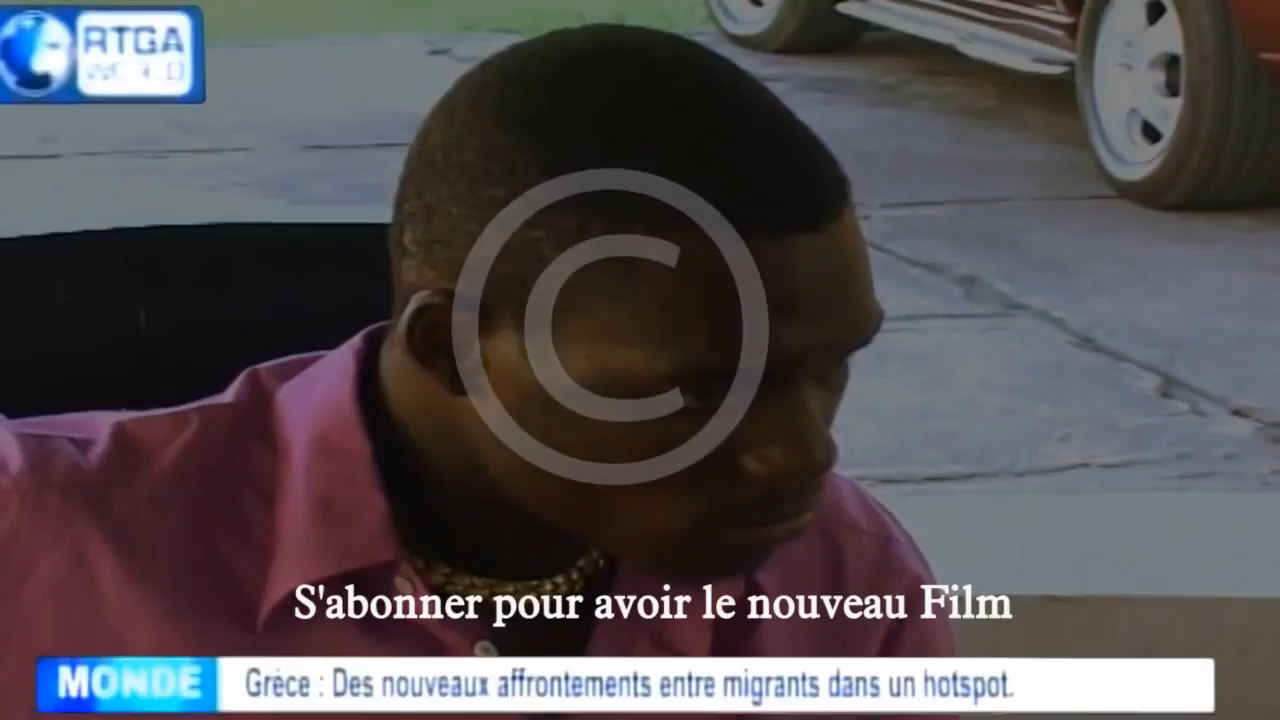 RTGA
WORLD
©
S'abonner pour avoir le nouveau Film
MONDE
Grèce : Des nouveaux affrontements entre migrants dans un hotspot.